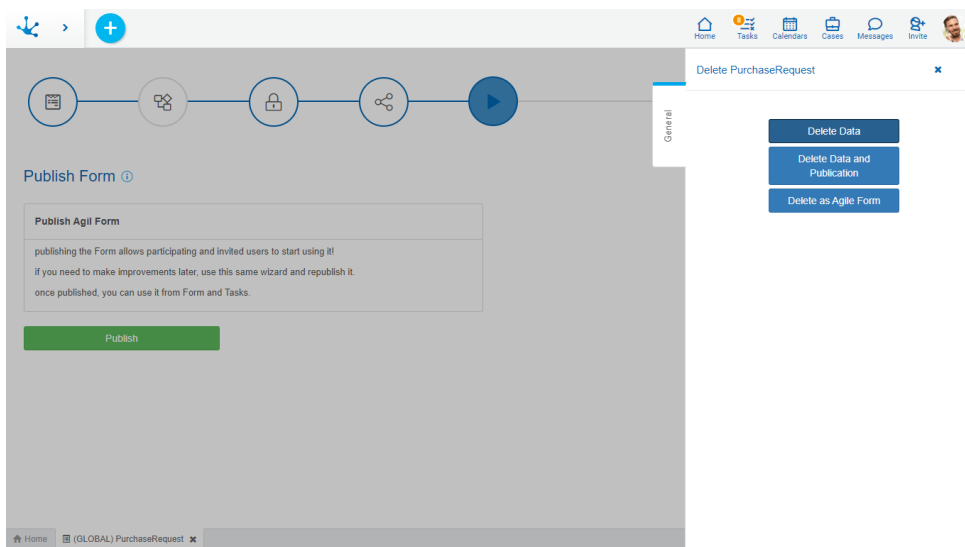 Home
8
Tasks
Calendars
Cases
Messages
Invite
Delete PurchaseRequest
General
Delete Data
Delete Data and
Publication
Delete as Agile Form
Publish Form
Publish Agil Form
publishing the Form allows participating and invited users to start using it!
if you need to make improvements later, use this same wizard and republish it.
once published, you can use it from Form and Tasks.
Publish
Home
(GLOBAL) PurchaseRequest